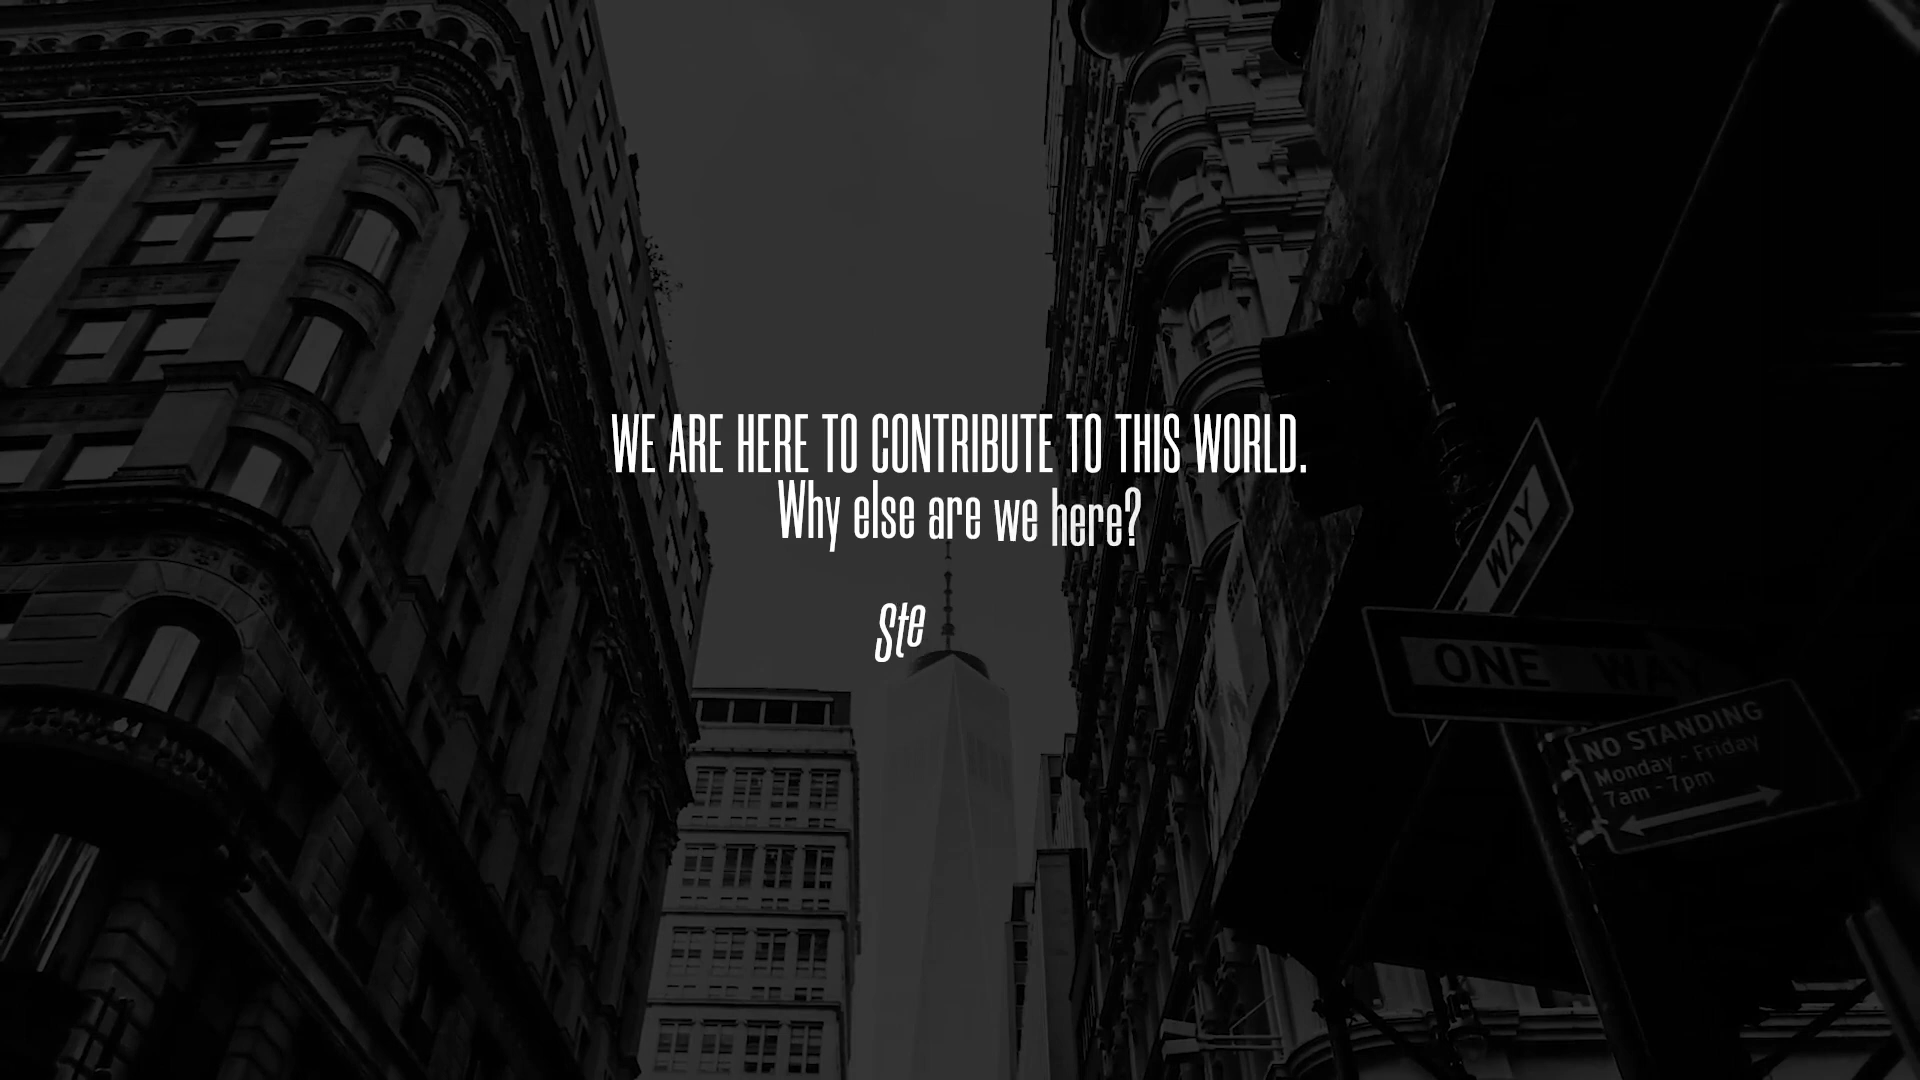 WE ARE HERE TO CONTRIBUTE TO THIS WORLD.
Why else are we here?
Ste
WAY
ONE WAY
NO STANDING
Monday - Friday
7am - 7pm